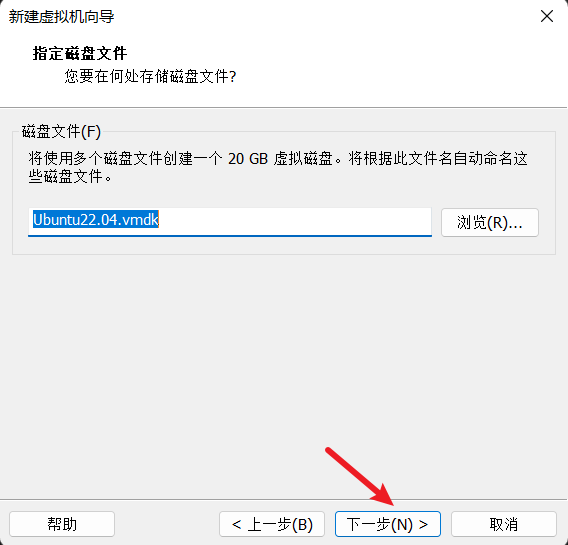 新建虚拟机向导
指定磁盘文件
您要在何处存储磁盘文件?
磁盘文件(F)
将使用多个磁盘文件创建一个 20 GB 虚拟磁盘。将根据此文件名自动命名这
些磁盘文件。
Ubuntu22.04.vmdk
浏览(R)...
帮助
< 上一步(B)
下一步(N) >
取消